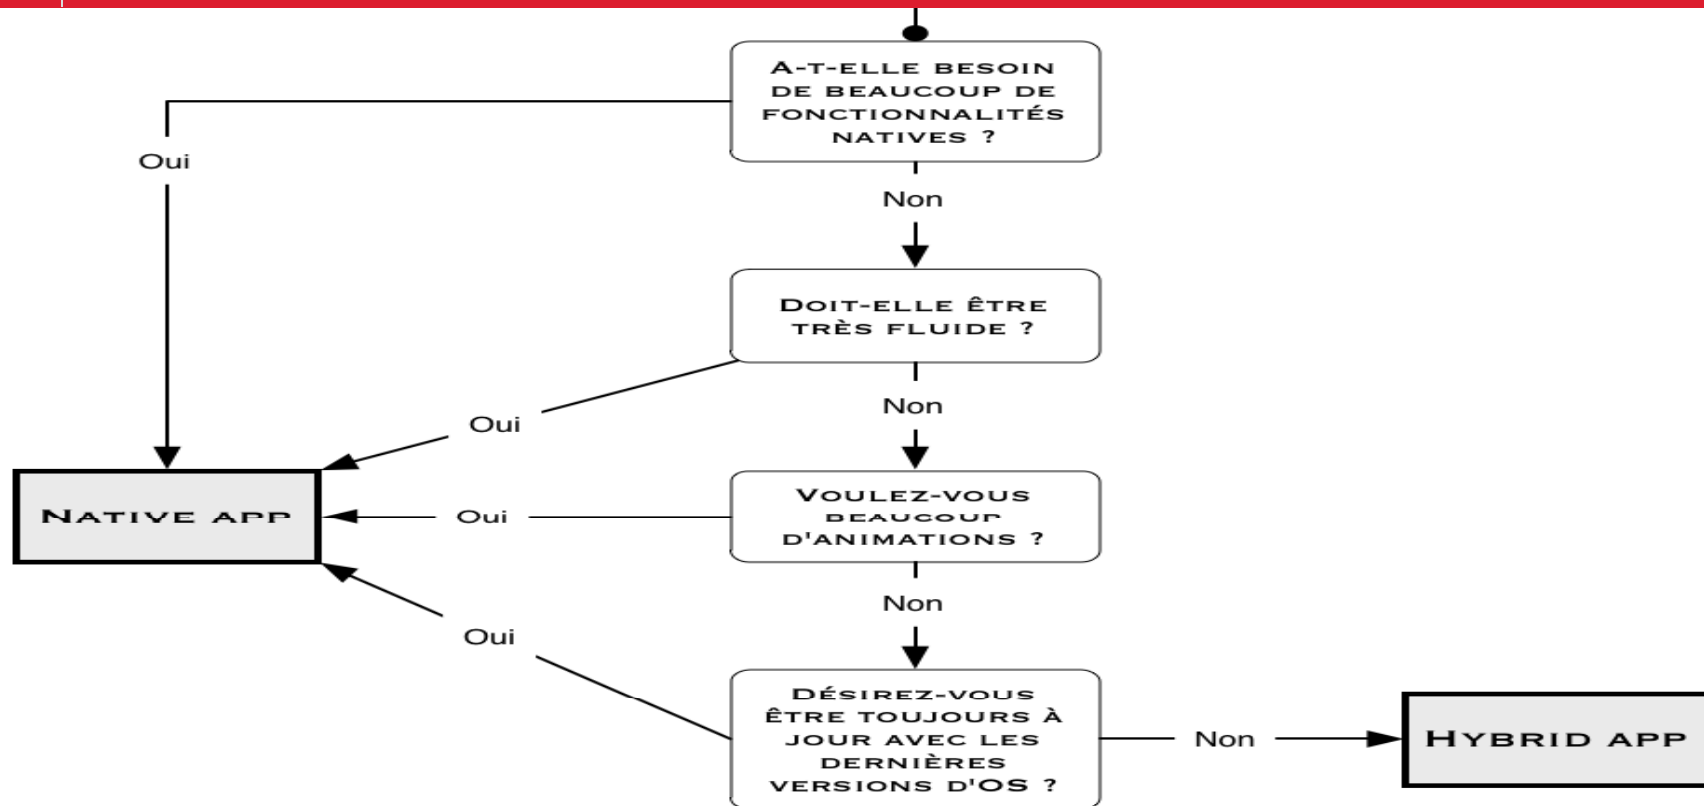 A-T-ELLE BESOIN
DE BEAUCOUP DE
FONCTIONNALITÉS
NATIVES ?
Oui
Non
DOIT-ELLE ÊTRE
TRÈS FLUIDE ?
Non
Oui
VOULEZ-VOUS
BEAUCOUP
D'ANIMATIONS ?
NATIVE APP
Oui
Non
Oui
DÉSIREZ-VOUS
ÊTRE TOUJOURS À
JOUR AVEC LES
DERNIÈRES
VERSIONS D'OS ?
Non
HYBRID APP